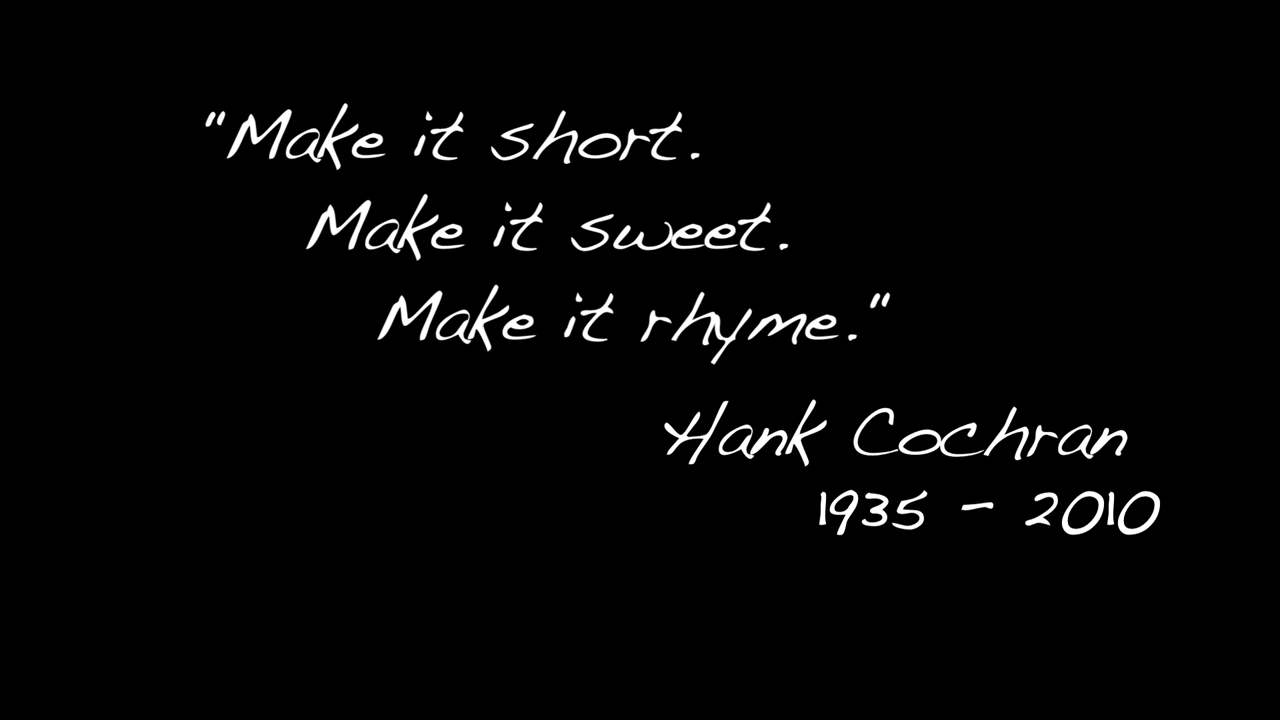 "Make it short.
Make it sweet.
Make it rhyme."
Hank Cochran
1935 - 2010